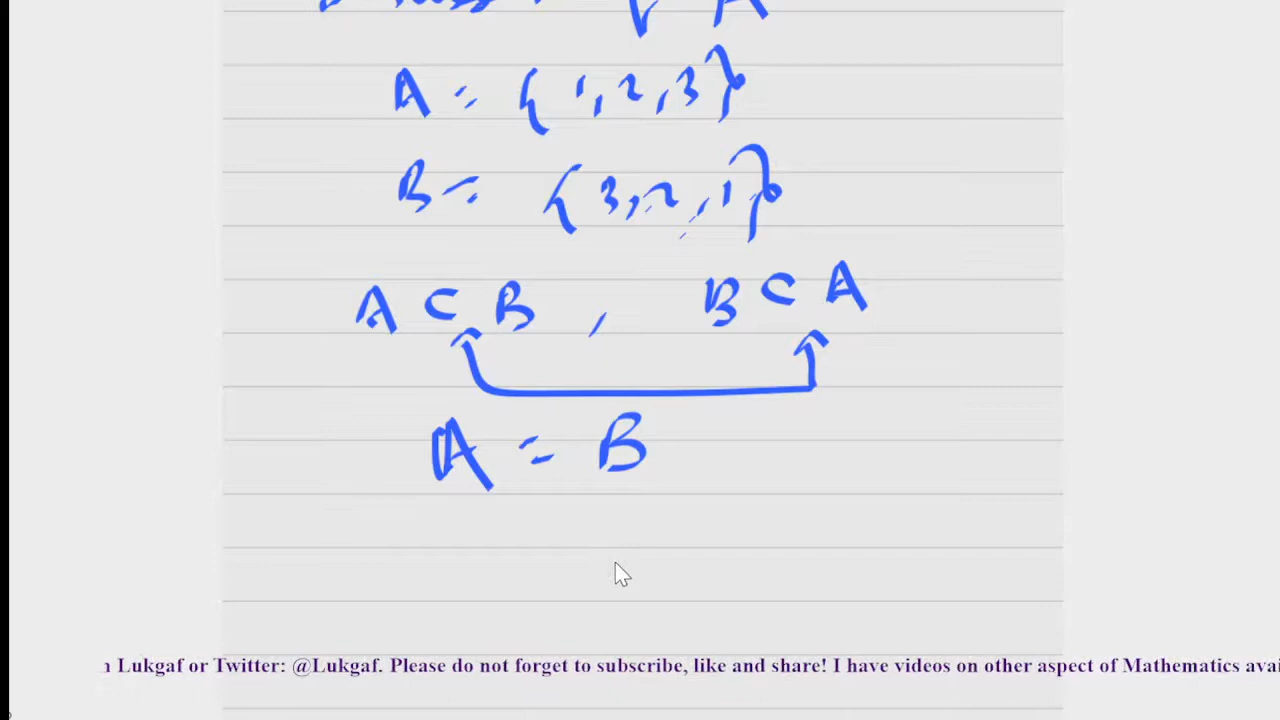 A = {1,2,3}
B = {3,2,1}
A ⊂ B , B ⊂ A
A = B
Lukgaf or Twitter: @Lukgaf. Please do not forget to subscribe, like and share! I have videos on other aspect of Mathematics avai